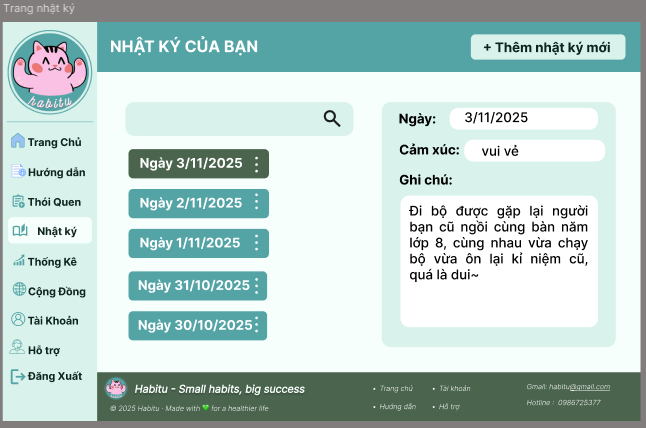 Trang nhật ký
habitu
NHẬT KÝ CỦA BẠN
+ Thêm nhật ký mới
Trang Chủ
Hướng dẫn
Thói Quen
Nhật ký
Thống Kê
Cộng Đồng
Tài Khoản
Hỗ trợ
Đăng Xuất
Ngày 3/11/2025
Ngày 2/11/2025
Ngày 1/11/2025
Ngày 31/10/2025
Ngày 30/10/2025
Ngày: 3/11/2025
Cảm xúc: vui vẻ
Ghi chú:
Đi bộ được gặp lại người
bạn cũ ngồi cùng bàn năm
lớp 8, cùng nhau vừa chạy
bộ vừa ôn lại kỉ niệm cũ,
quá là dui~
Habitu - Small habits, big success
© 2025 Habitu · Made with 💚 for a healthier life
• Trang chủ
• Tài khoản
• Hướng dẫn
• Hỗ trợ
Gmail: habitu@gmail.com
Hotline : 0986725377